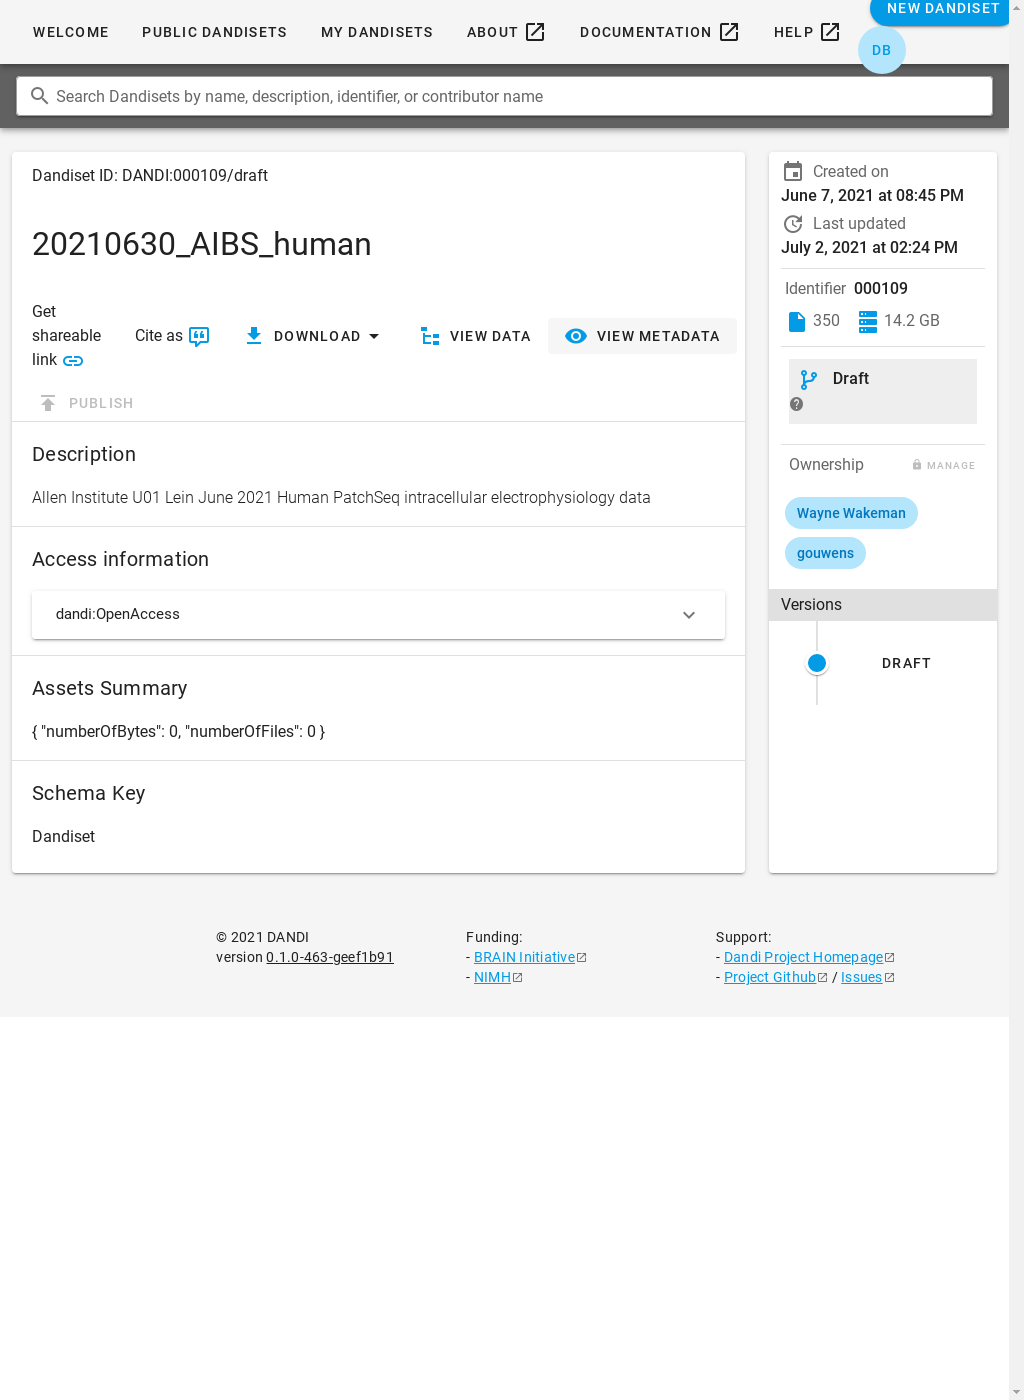 WELCOME PUBLIC DANDISETS MY DANDISETS ABOUT DOCUMENTATION HELP NEW DANDISET
DB
Search Dandisets by name, description, identifier, or contributor name
Dandiset ID: DANDI:000109/draft
20210630_AIBS_human
Get
shareable
link
Cite as
DOWNLOAD
VIEW DATA
VIEW METADATA
PUBLISH
Description
Allen Institute U01 Lein June 2021 Human PatchSeq intracellular electrophysiology data
Access information
dandi:OpenAccess
Assets Summary
{ "numberOfBytes": 0, "numberOfFiles": 0 }
Schema Key
Dandiset
Created on
June 7, 2021 at 08:45 PM
Last updated
July 2, 2021 at 02:24 PM
Identifier 000109
350 14.2 GB
Draft
Ownership MANAGE
Wayne Wakeman
gouwens
Versions
DRAFT
© 2021 DANDI
version 0.1.0-463-geef1b91
Funding:
- BRAIN Initiative
- NIMH
Support:
- Dandi Project Homepage
- Project Github / Issues